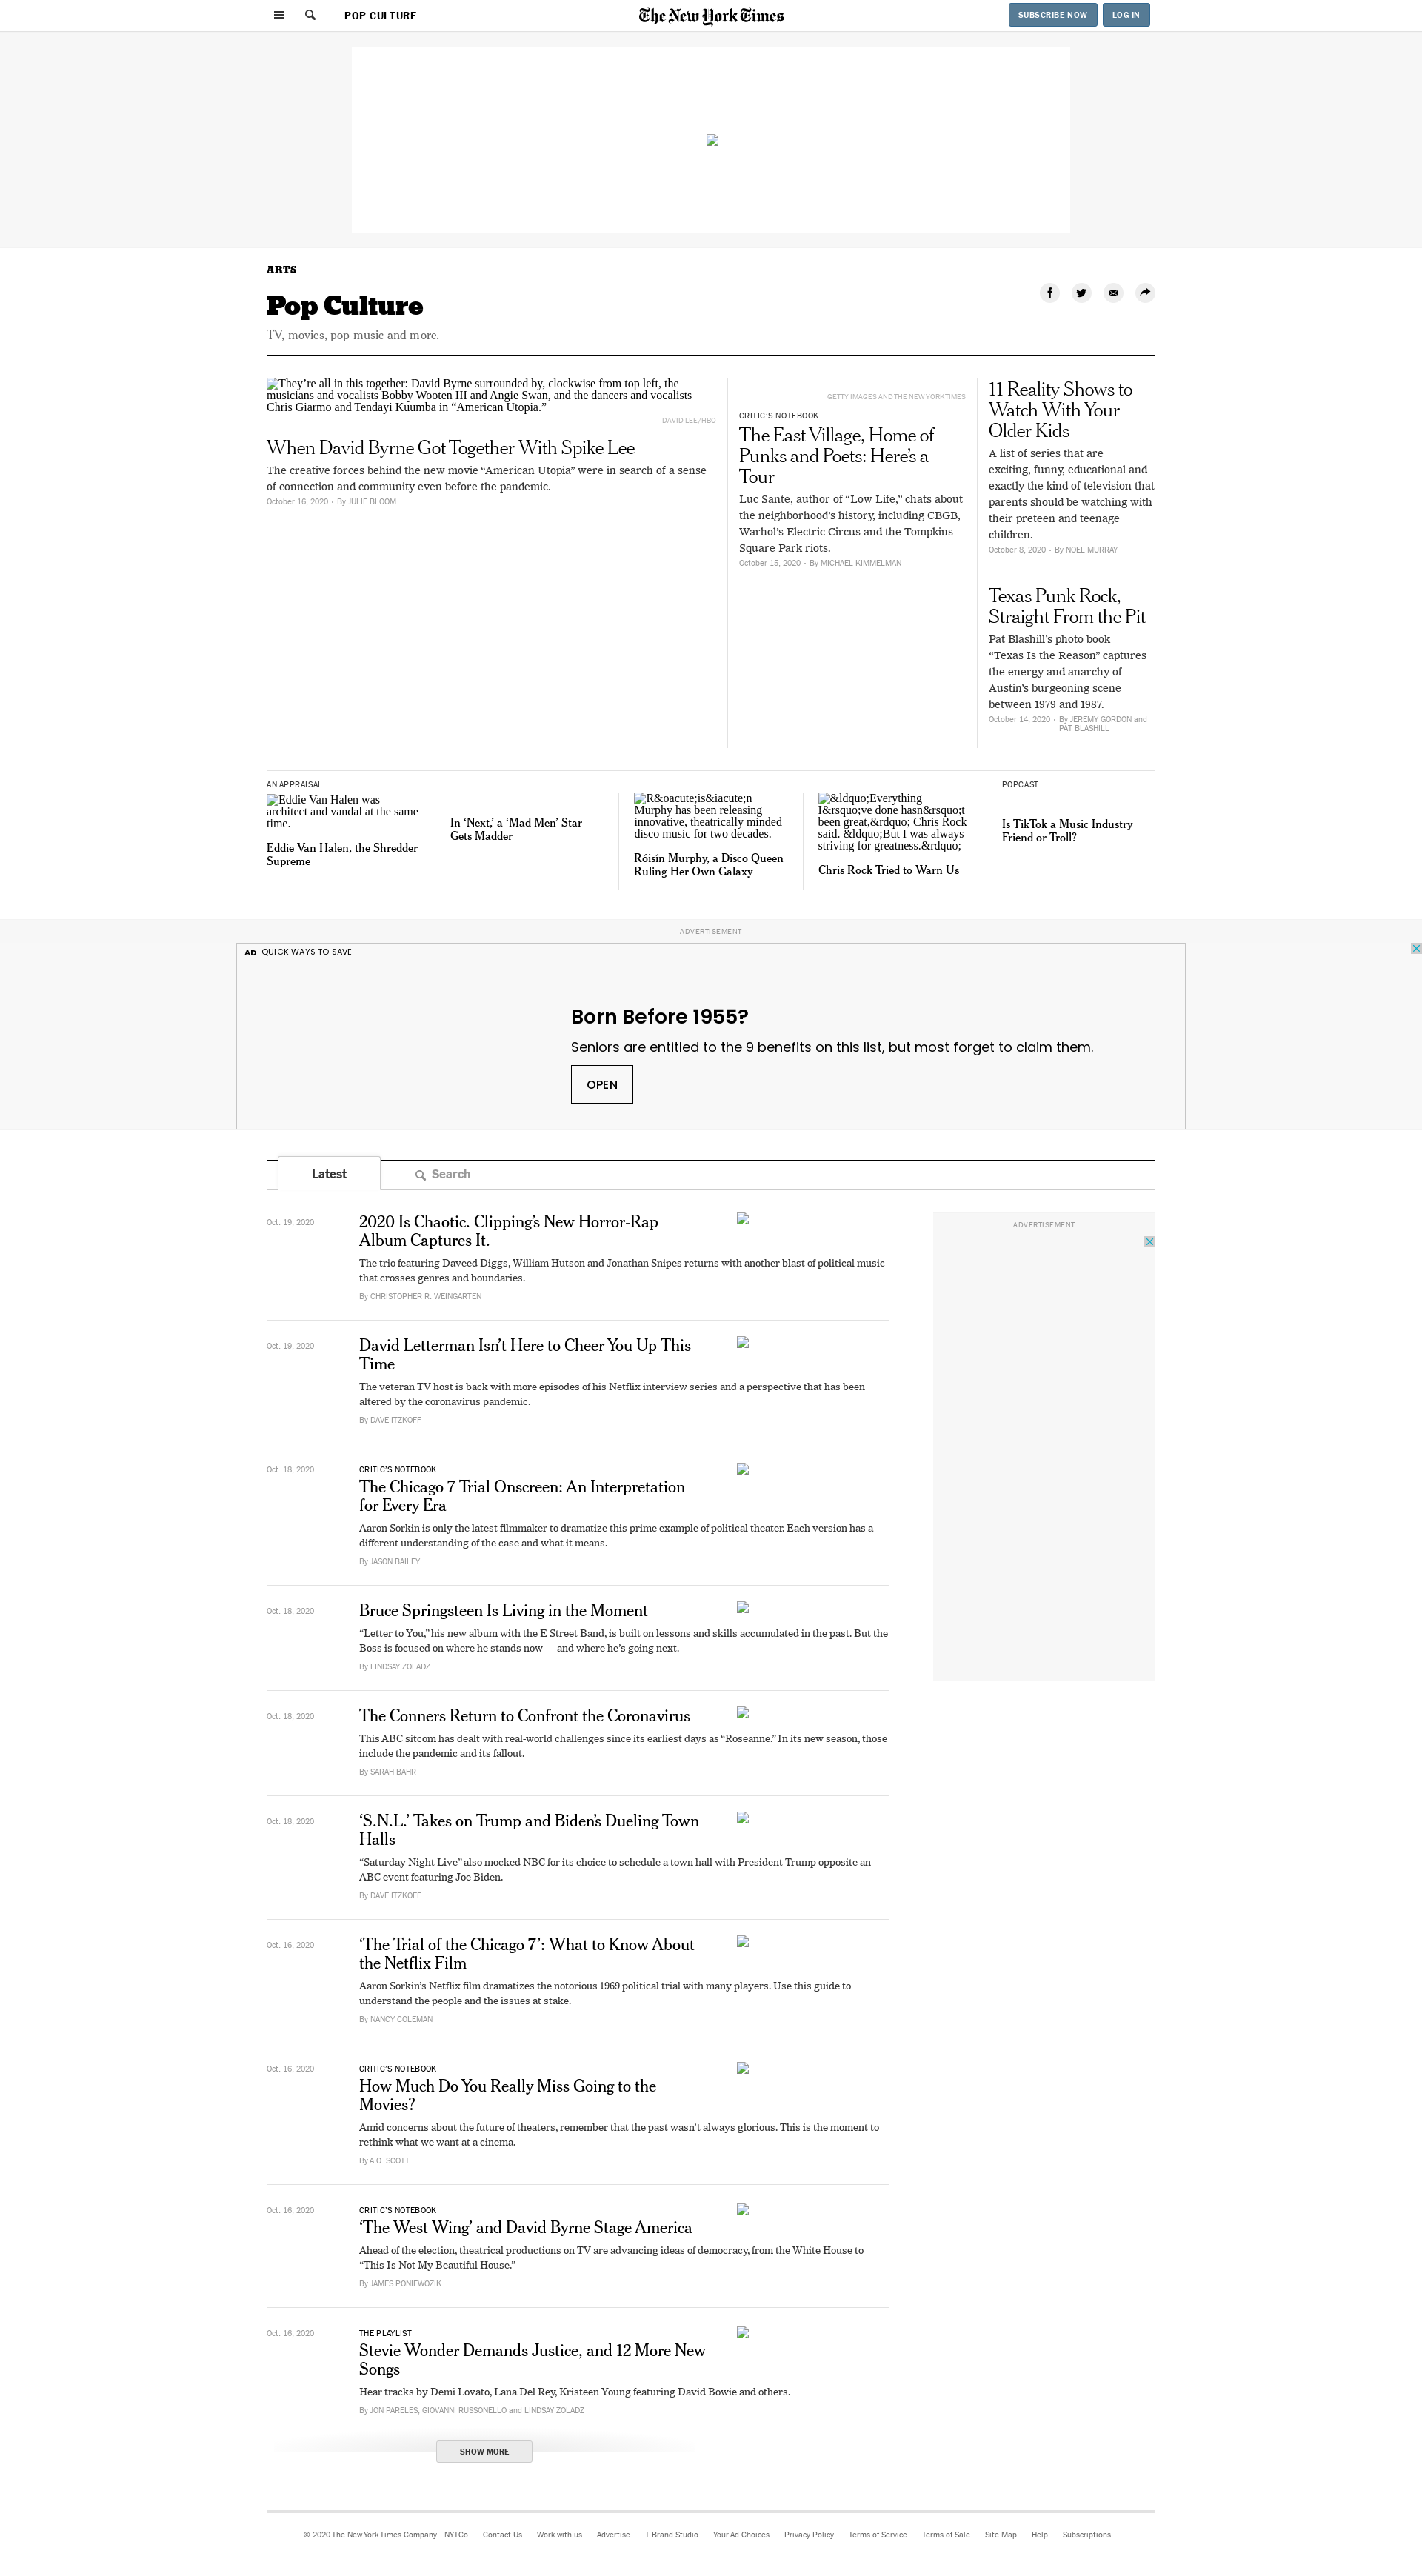 POP CULTURE
The New York Times
SUBSCRIBE NOW
LOG IN
ARTS
Pop Culture
TV, movies, pop music and more.
They’re all in this together: David Byrne surrounded by, clockwise from top left, the
musicians and vocalists Bobby Wooten III and Angie Swan, and the dancers and vocalists
Chris Giarmo and Tendayi Kuumba in “American Utopia.”
DAVID LEE/HBO
When David Byrne Got Together With Spike Lee
The creative forces behind the new movie “American Utopia” were in search of a sense
of connection and community even before the pandemic.
October 16, 2020 • By JULIE BLOOM
GETTY IMAGES AND THE NEW YORK TIMES
CRITIC’S NOTEBOOK
The East Village, Home of
Punks and Poets: Here’s a
Tour
Luc Sante, author of “Low Life,” chats about
the neighborhood’s history, including CBGB,
Warhol’s Electric Circus and the Tompkins
Square Park riots.
October 15, 2020 • By MICHAEL KIMMELMAN
11 Reality Shows to
Watch With Your
Older Kids
A list of series that are
exciting, funny, educational and
exactly the kind of television that
parents should be watching with
their preteen and teenage
children.
October 8, 2020 • By NOEL MURRAY
Texas Punk Rock,
Straight From the Pit
Pat Blashill’s photo book
“Texas Is the Reason” captures
the energy and anarchy of
Austin’s burgeoning scene
between 1979 and 1987.
October 14, 2020 • By JEREMY GORDON and
PAT BLASHILL
AN APPRAISAL
Eddie Van Halen was
architect and vandal at the same
time.
Eddie Van Halen, the Shredder
Supreme
In ‘Next,’ a ‘Mad Men’ Star
Gets Madder
R&oacute;is&iacute;n
Murphy has been releasing
innovative, theatrically minded
disco music for two decades.
Róisín Murphy, a Disco Queen
Ruling Her Own Galaxy
&ldquo;Everything
I&rsquo;ve done hasn&rsquo;t
been great,&rdquo; Chris Rock
said. &ldquo;But I was always
striving for greatness.&rdquo;
Chris Rock Tried to Warn Us
POPCAST
Is TikTok a Music Industry
Friend or Troll?
ADVERTISEMENT
AD QUICK WAYS TO SAVE
Born Before 1955?
Seniors are entitled to the 9 benefits on this list, but most forget to claim them.
OPEN
Latest
Search
ADVERTISEMENT
Oct. 19, 2020
2020 Is Chaotic. Clipping’s New Horror-Rap
Album Captures It.
The trio featuring Daveed Diggs, William Hutson and Jonathan Snipes returns with another blast of political music
that crosses genres and boundaries.
By CHRISTOPHER R. WEINGARTEN
Oct. 19, 2020
David Letterman Isn’t Here to Cheer You Up This
Time
The veteran TV host is back with more episodes of his Netflix interview series and a perspective that has been
altered by the coronavirus pandemic.
By DAVE ITZKOFF
Oct. 18, 2020
CRITIC’S NOTEBOOK
The Chicago 7 Trial Onscreen: An Interpretation
for Every Era
Aaron Sorkin is only the latest filmmaker to dramatize this prime example of political theater. Each version has a
different understanding of the case and what it means.
By JASON BAILEY
Oct. 18, 2020
Bruce Springsteen Is Living in the Moment
“Letter to You,” his new album with the E Street Band, is built on lessons and skills accumulated in the past. But the
Boss is focused on where he stands now — and where he’s going next.
By LINDSAY ZOLADZ
Oct. 18, 2020
The Conners Return to Confront the Coronavirus
This ABC sitcom has dealt with real-world challenges since its earliest days as “Roseanne.” In its new season, those
include the pandemic and its fallout.
By SARAH BAHR
Oct. 18, 2020
‘S.N.L.’ Takes on Trump and Biden’s Dueling Town
Halls
“Saturday Night Live” also mocked NBC for its choice to schedule a town hall with President Trump opposite an
ABC event featuring Joe Biden.
By DAVE ITZKOFF
Oct. 16, 2020
‘The Trial of the Chicago 7’: What to Know About
the Netflix Film
Aaron Sorkin’s Netflix film dramatizes the notorious 1969 political trial with many players. Use this guide to
understand the people and the issues at stake.
By NANCY COLEMAN
Oct. 16, 2020
CRITIC’S NOTEBOOK
How Much Do You Really Miss Going to the
Movies?
Amid concerns about the future of theaters, remember that the past wasn’t always glorious. This is the moment to
rethink what we want at a cinema.
By A.O. SCOTT
Oct. 16, 2020
CRITIC’S NOTEBOOK
‘The West Wing’ and David Byrne Stage America
Ahead of the election, theatrical productions on TV are advancing ideas of democracy, from the White House to
“This Is Not My Beautiful House.”
By JAMES PONIEWOZIK
Oct. 16, 2020
THE PLAYLIST
Stevie Wonder Demands Justice, and 12 More New
Songs
Hear tracks by Demi Lovato, Lana Del Rey, Kristeen Young featuring David Bowie and others.
By JON PARELES, GIOVANNI RUSSONELLO and LINDSAY ZOLADZ
SHOW MORE
© 2020 The New York Times Company NYTCo Contact Us Work with us Advertise T Brand Studio Your Ad Choices Privacy Policy Terms of Service Terms of Sale Site Map Help Subscriptions